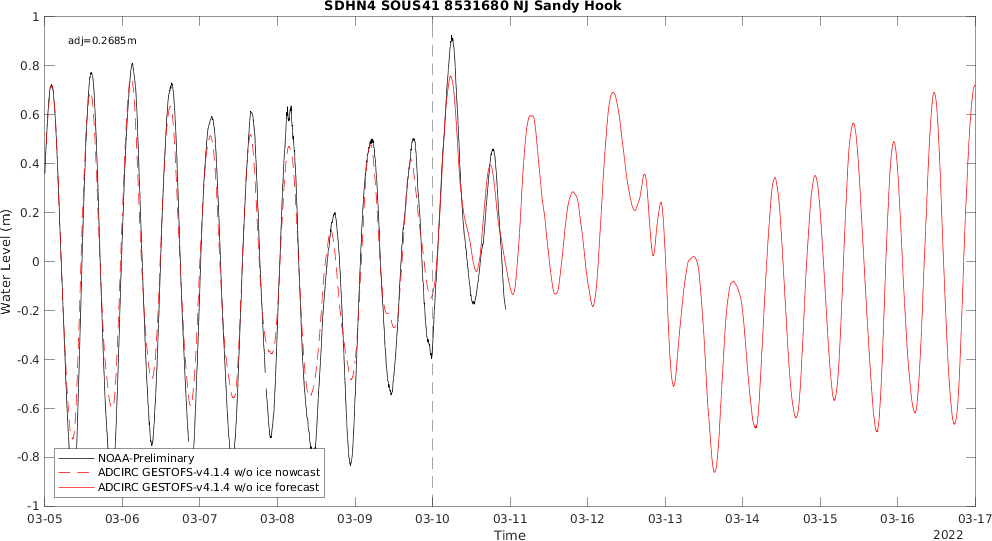 SDHN4 SOUS41 8531680 NJ Sandy Hook
adj=0.2685m
Water Level (m)
1
0.8
0.6
0.4
0.2
0
-0.2
-0.4
-0.6
-0.8
-1
NOAA-Preliminary
ADCIRC GESTOFS-v4.1.4 w/o ice nowcast
ADCIRC GESTOFS-v4.1.4 w/o ice forecast
03-05 03-06 03-07 03-08 03-09 03-10 03-11 03-12 03-13 03-14 03-15 03-16 03-17
Time
2022